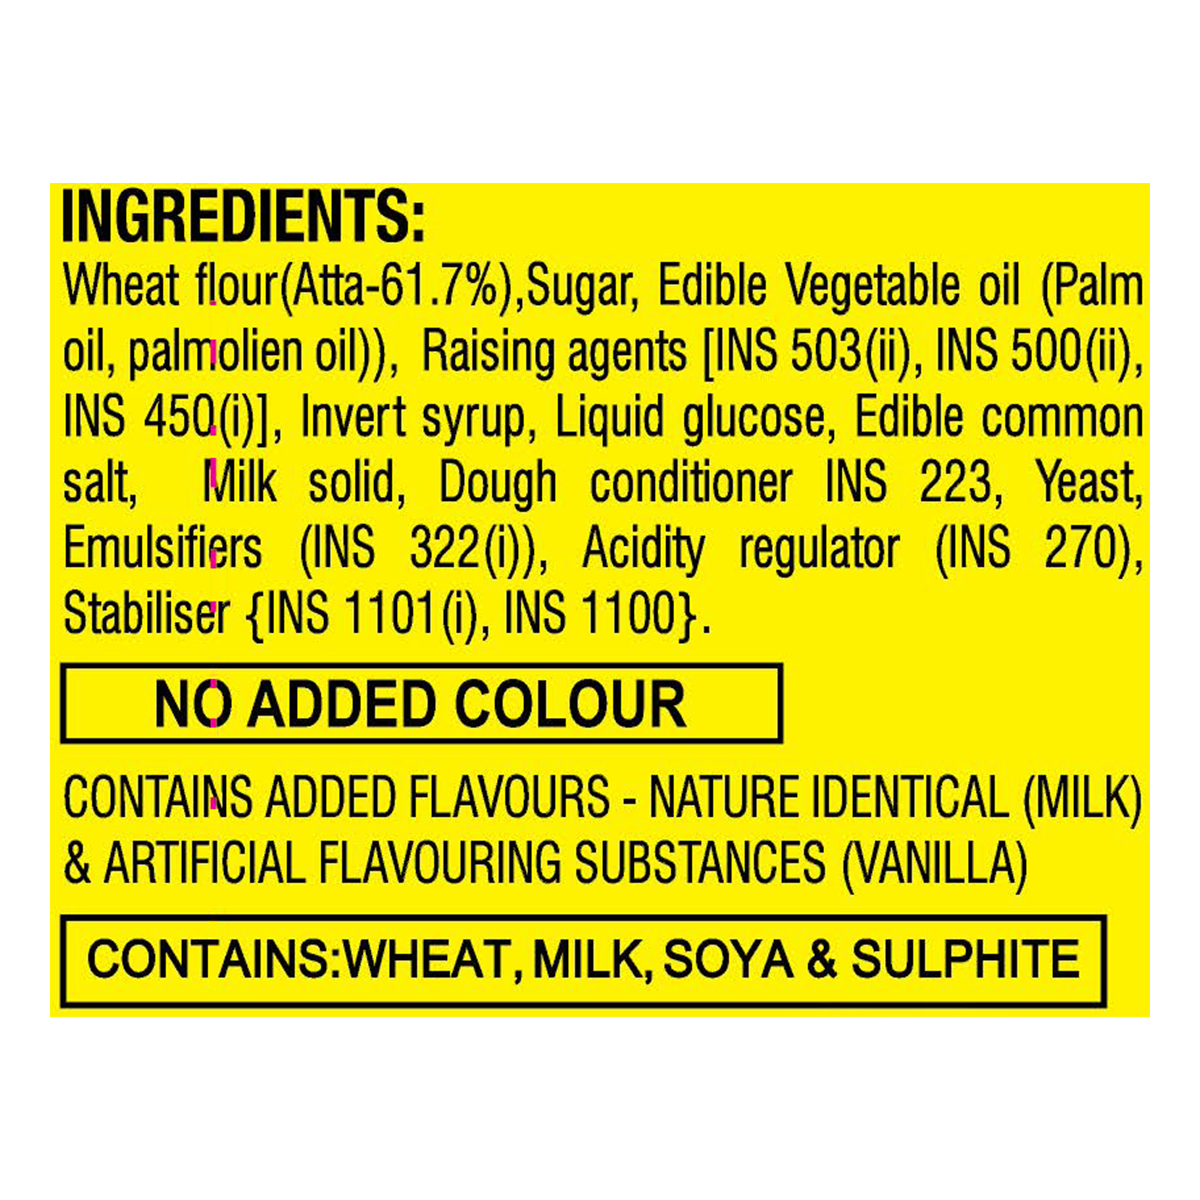 INGREDIENTS:
Wheat flour(Atta-61.7%),Sugar, Edible Vegetable oil (Palm
oil, palmolien oil)), Raising agents [INS 503(ii), INS 500(ii),
INS 450(i)], Invert syrup, Liquid glucose, Edible common
salt, Milk solid, Dough conditioner INS 223, Yeast,
Emulsifiers (INS 322(i)), Acidity regulator (INS 270),
Stabiliser {INS 1101(i), INS 1100}.
NO ADDED COLOUR
CONTAINS ADDED FLAVOURS - NATURE IDENTICAL (MILK)
& ARTIFICIAL FLAVOURING SUBSTANCES (VANILLA)
CONTAINS:WHEAT, MILK, SOYA & SULPHITE